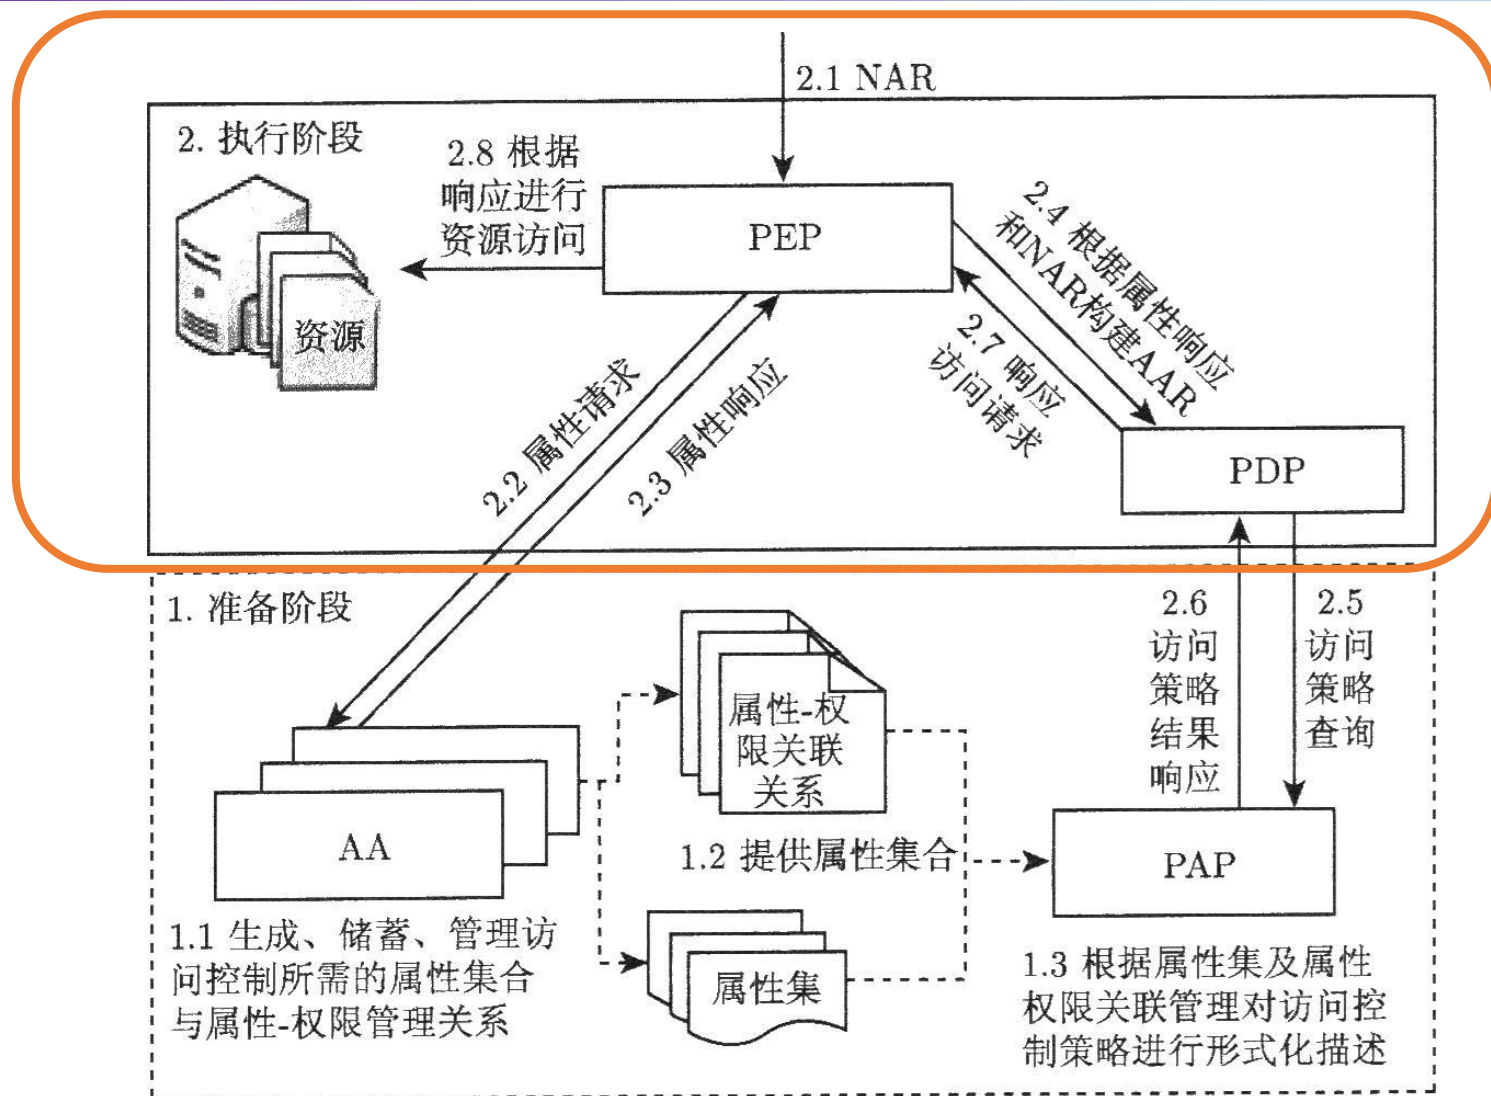 2.1 NAR
2. 执行阶段
2.8 根据
响应进行
资源访问
PEP
2.4 根据属性响应
和NAR构建AAR
2.7 响应
访问请求
资源
2.2 属性请求
2.3 属性响应
PDP
1. 准备阶段
2.6
访问
策略
结果
响应
2.5
访问
策略
查询
属性-权
限关联
关系
AA
1.2 提供属性集合
PAP
1.1 生成、储蓄、管理访
问控制所需的属性集合
与属性-权限管理关系
属性集
1.3 根据属性集及属性
权限关联管理对访问控
制策略进行形式化描述